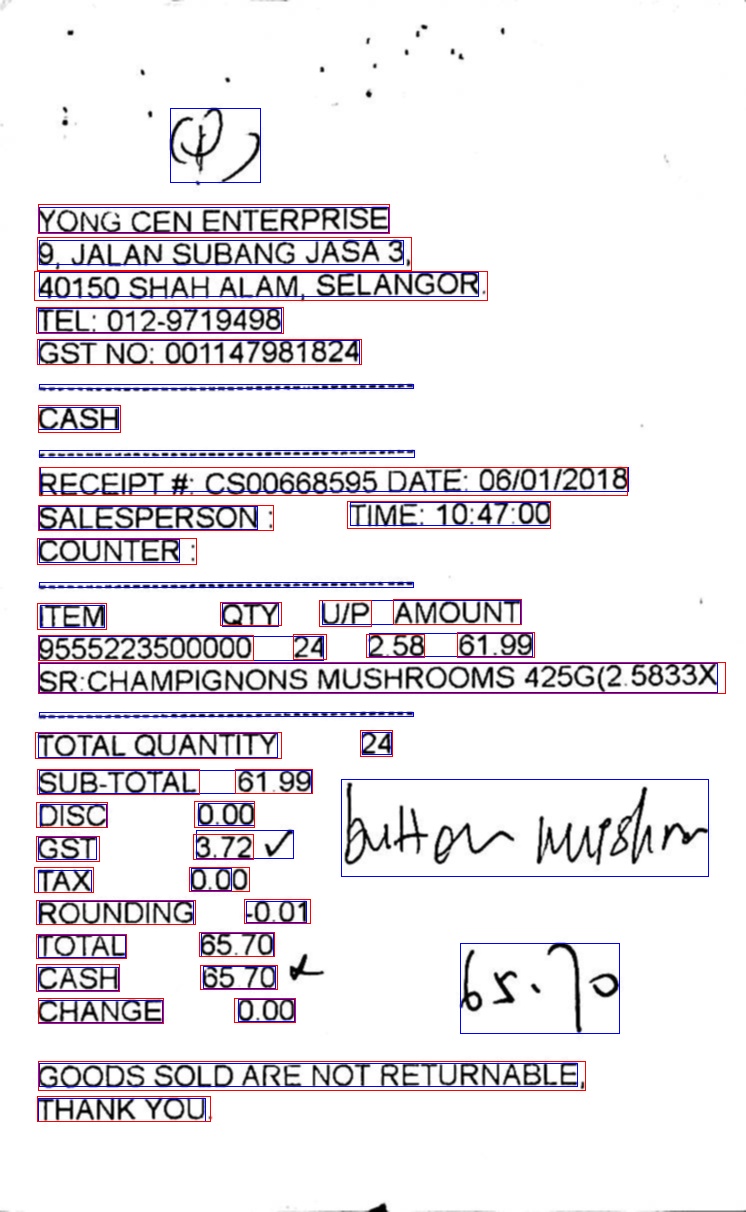 YONG CEN ENTERPRISE
9, JALAN SUBANG JASA 3,
40150 SHAH ALAM, SELANGOR.
TEL: 012-9719498
GST NO: 001147981824
CASH
RECEIPT #: CS00668595 DATE: 06/01/2018
SALESPERSON : TIME: 10:47:00
COUNTER :
ITEM QTY U/P AMOUNT
9555223500000 24 2.58 61.99
SR:CHAMPIGNONS MUSHROOMS 425G(2.5833X
TOTAL QUANTITY 24
SUB-TOTAL 61.99
DISC 0.00
GST 3.72 ✓
button mushrm
TAX 0.00
ROUNDING -0.01
TOTAL 65.70
CASH 65.70
65.70
CHANGE 0.00
GOODS SOLD ARE NOT RETURNABLE,
THANK YOU.